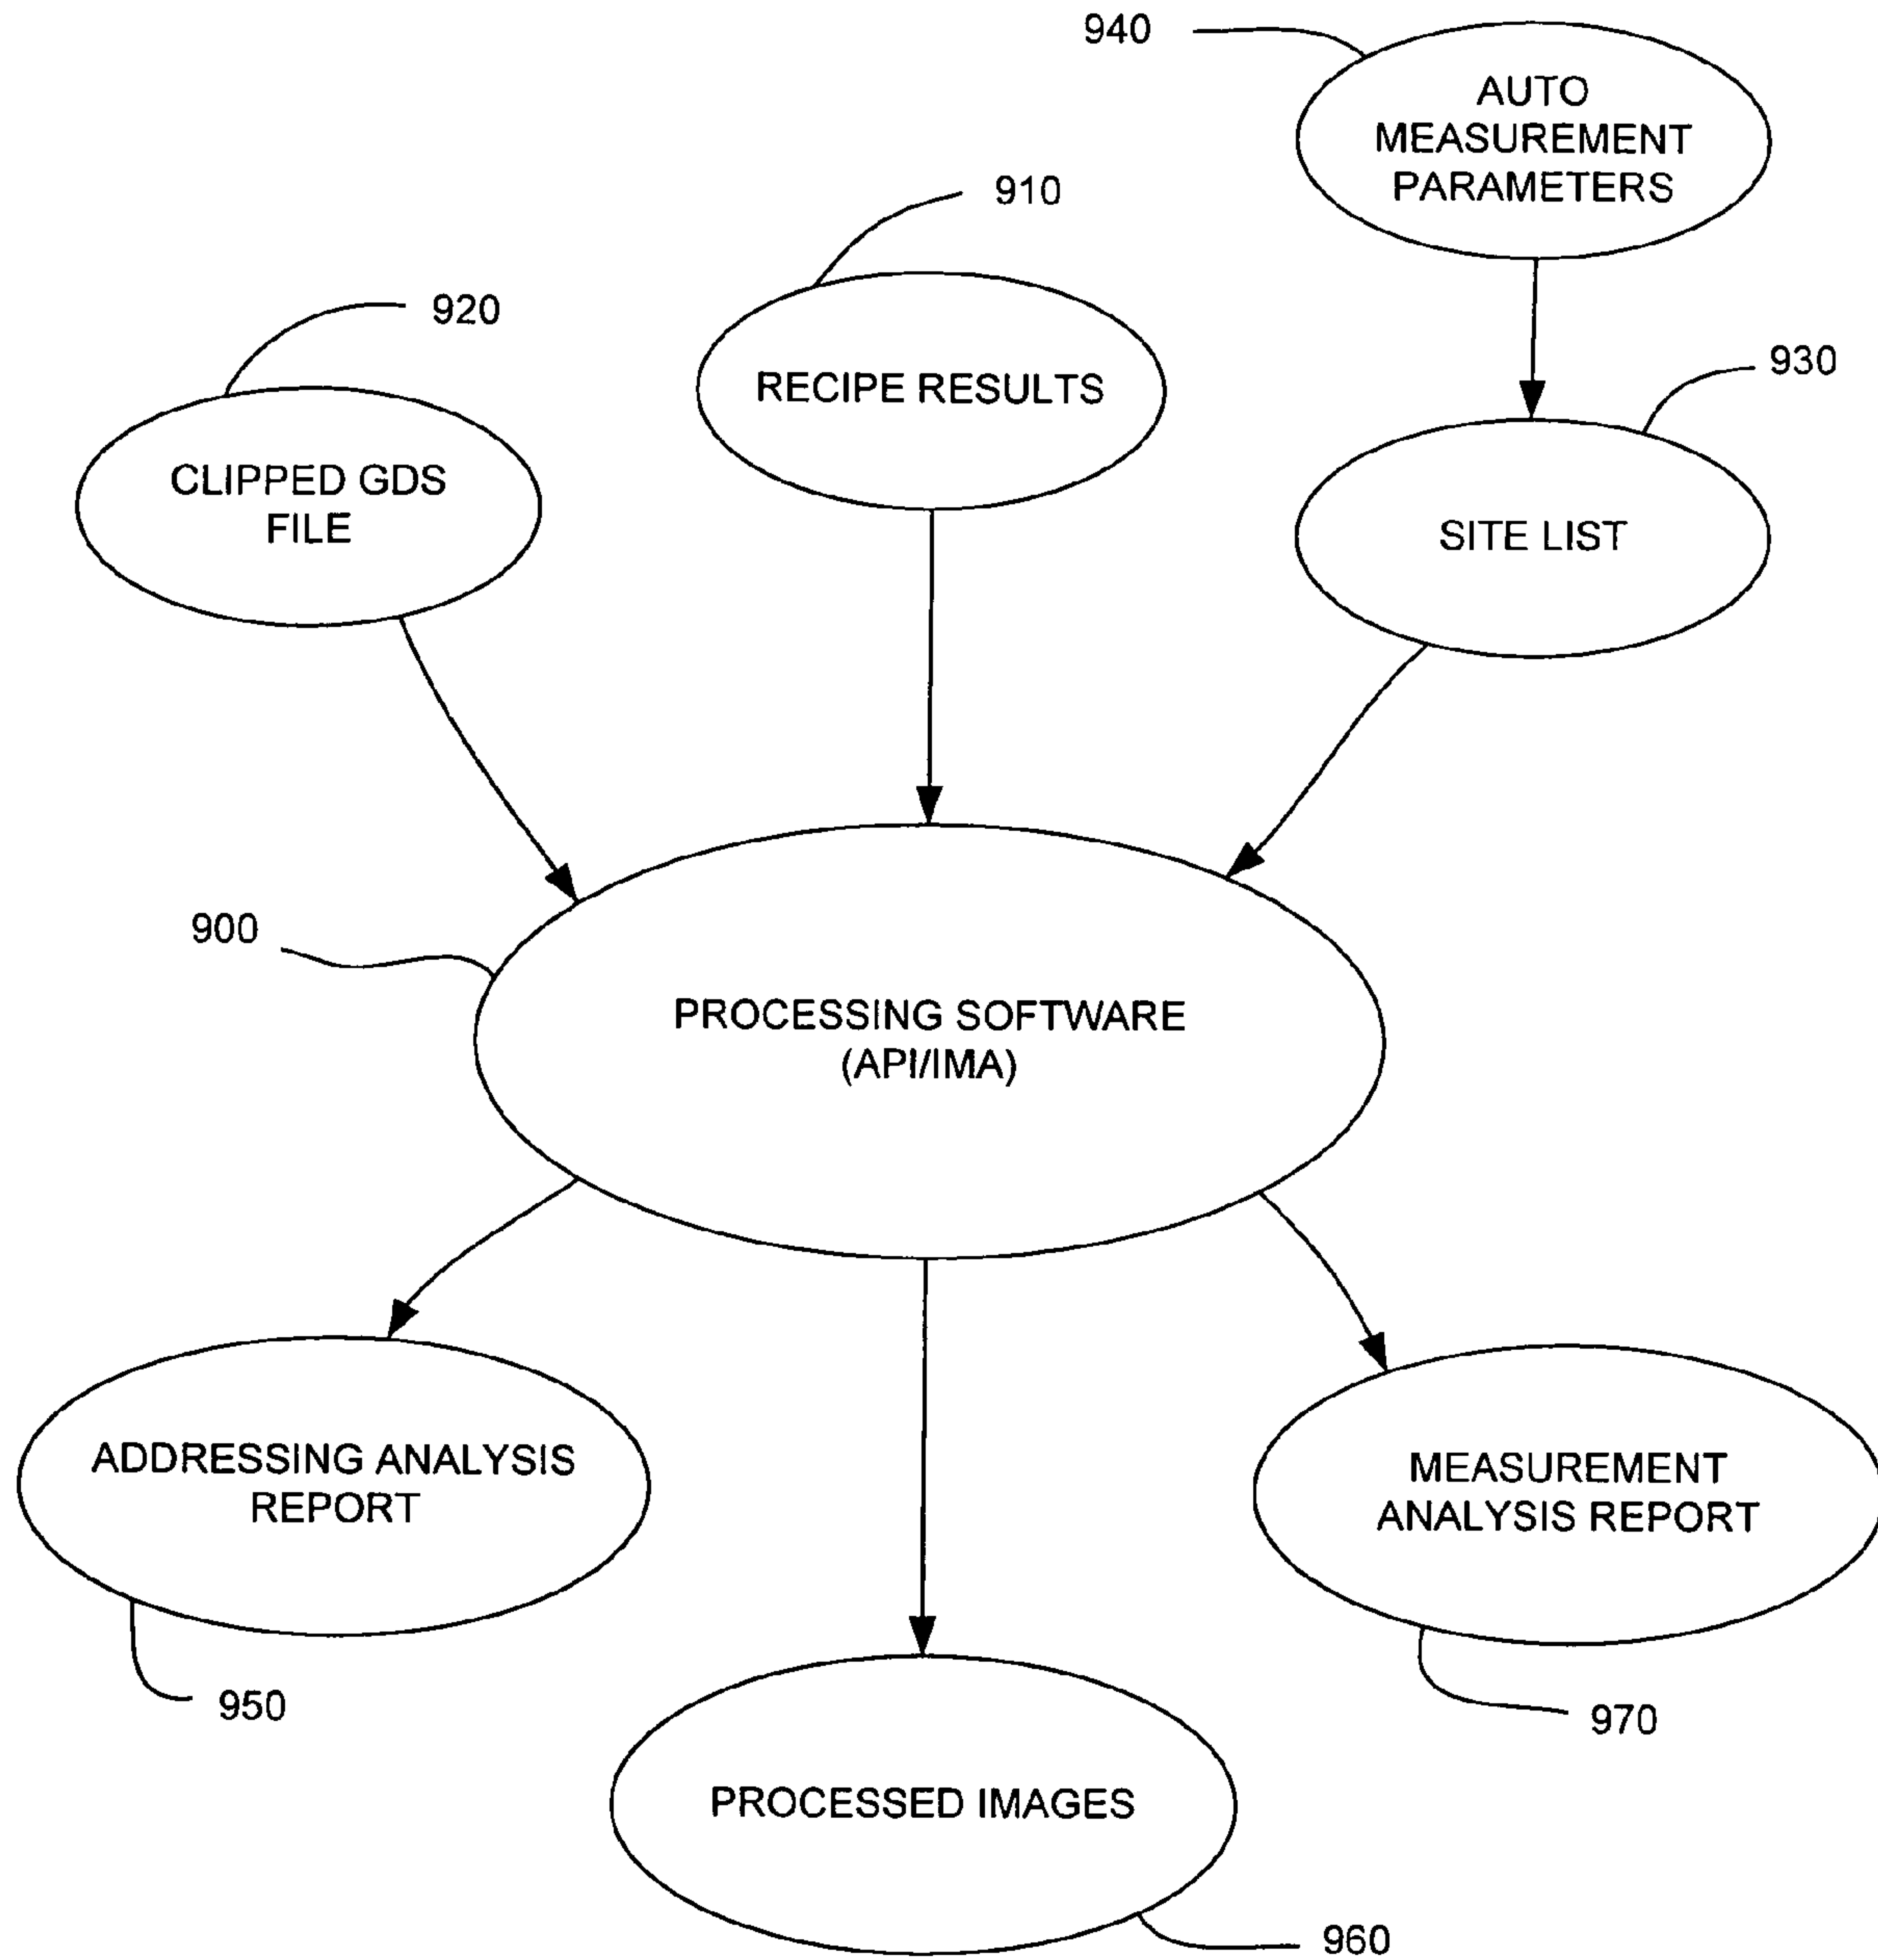 940
AUTO
MEASUREMENT
PARAMETERS
910
RECIPE RESULTS
920
CLIPPED GDS
FILE
930
SITE LIST
900
PROCESSING SOFTWARE
(API/IMA)
ADDRESSING ANALYSIS
REPORT
950
MEASUREMENT
ANALYSIS REPORT
970
PROCESSED IMAGES
960